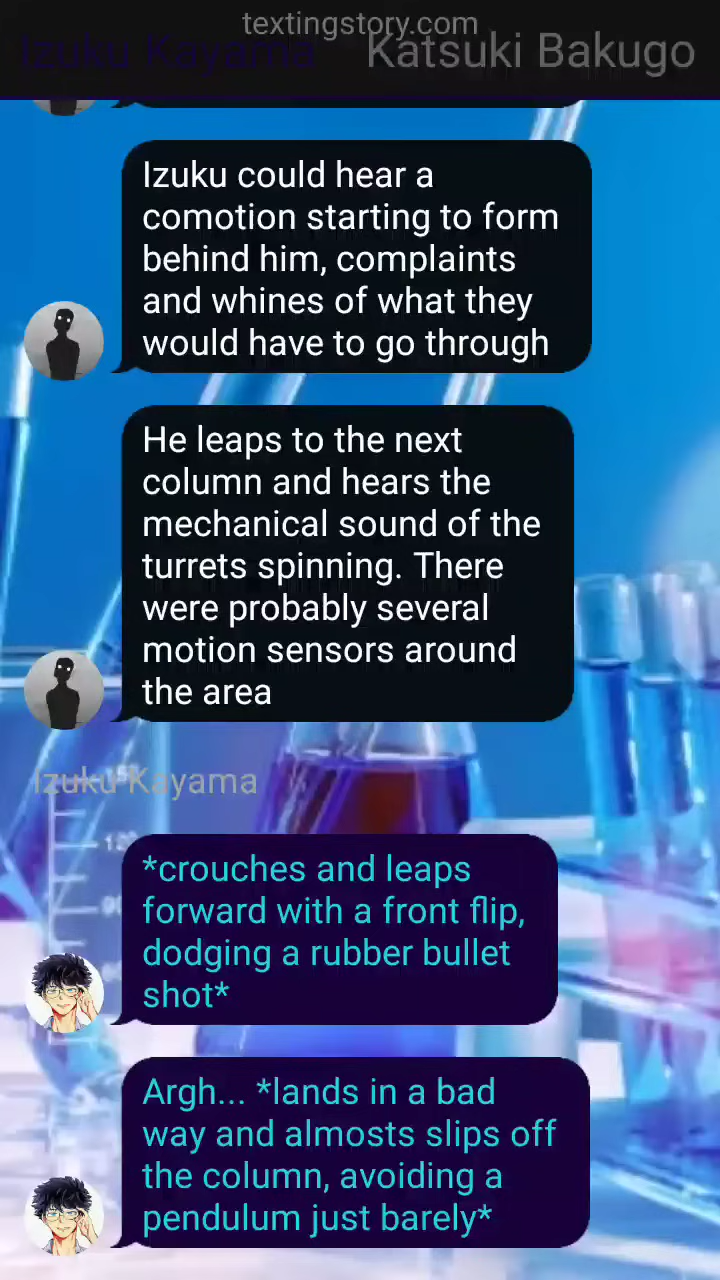 textingstory.com
Izuku Kayama
Katsuki Bakugo
Izuku could hear a
comotion starting to form
behind him, complaints
and whines of what they
would have to go through
He leaps to the next
column and hears the
mechanical sound of the
turrets spinning. There
were probably several
motion sensors around
the area
Izuku Kayama
*crouches and leaps
forward with a front flip,
dodging a rubber bullet
shot*
Argh... *lands in a bad
way and almosts slips off
the column, avoiding a
pendulum just barely*